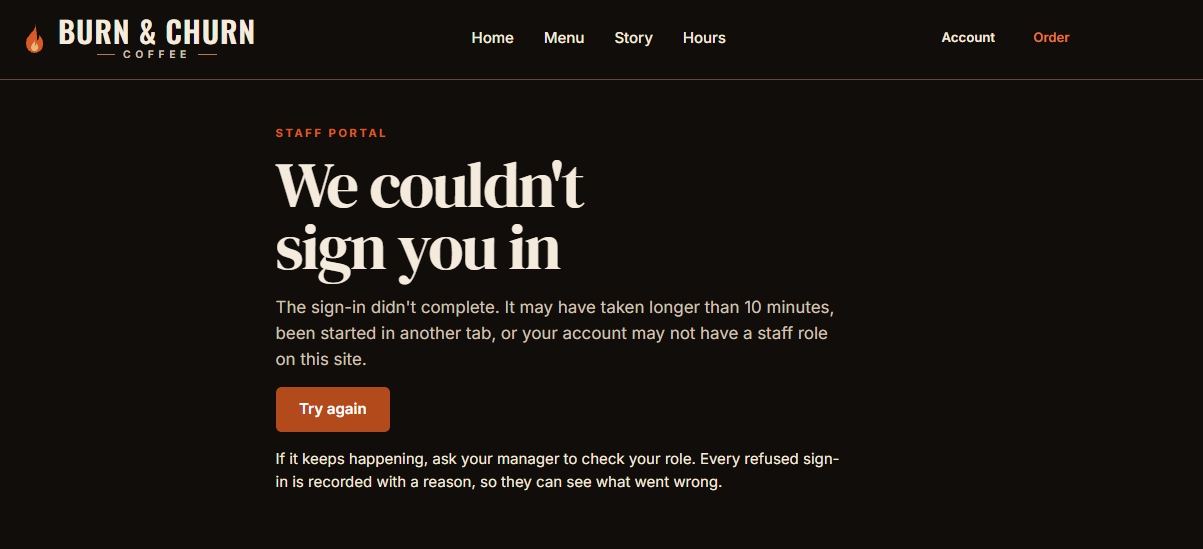 BURN & CHURN
COFFEE
Home Menu Story Hours
Account Order
STAFF PORTAL
We couldn't
sign you in
The sign-in didn't complete. It may have taken longer than 10 minutes,
been started in another tab, or your account may not have a staff role
on this site.
Try again
If it keeps happening, ask your manager to check your role. Every refused sign-
in is recorded with a reason, so they can see what went wrong.